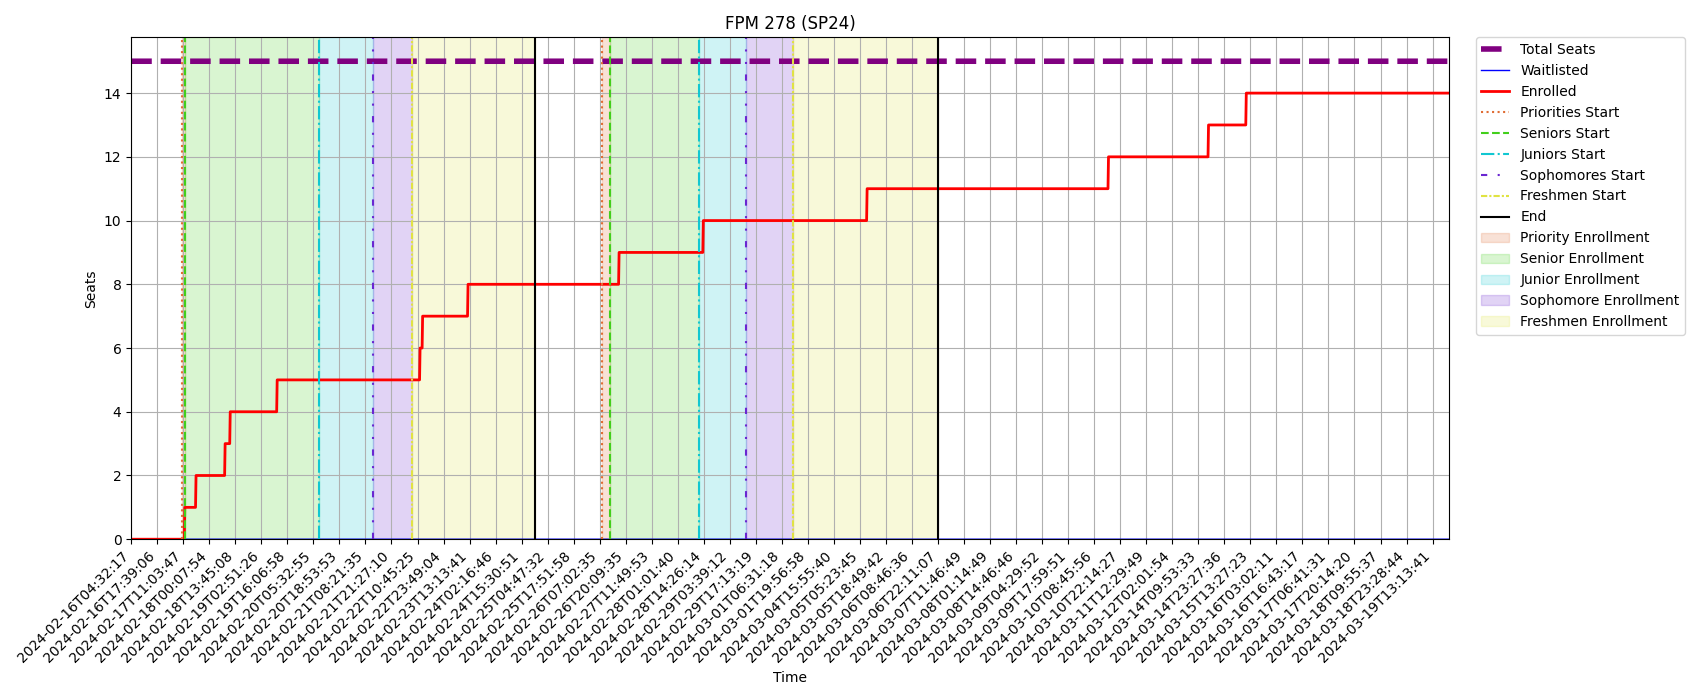 FPM 278 (SP24)
Seats
14
12
10
8
6
4
2
0
2024-02-16T04:32:17
2024-02-16T17:39:06
2024-02-17T11:03:47
2024-02-18T00:07:54
2024-02-18T13:45:08
2024-02-19T02:51:26
2024-02-19T16:06:58
2024-02-20T05:32:55
2024-02-20T18:53:53
2024-02-21T08:21:35
2024-02-21T21:27:10
2024-02-22T10:45:25
2024-02-22T23:49:04
2024-02-23T13:13:41
2024-02-24T02:16:46
2024-02-24T15:30:51
2024-02-25T04:47:32
2024-02-25T17:51:58
2024-02-26T07:02:35
2024-02-26T20:09:35
2024-02-27T11:49:53
2024-02-28T01:01:40
2024-02-28T14:26:14
2024-02-29T03:39:12
2024-02-29T17:13:19
2024-03-01T06:31:18
2024-03-01T19:56:58
2024-03-04T15:55:40
2024-03-05T05:23:45
2024-03-05T18:49:42
2024-03-06T08:46:36
2024-03-06T22:11:07
2024-03-07T11:46:49
2024-03-08T01:14:49
2024-03-08T14:46:46
2024-03-09T04:29:52
2024-03-09T17:59:51
2024-03-10T08:45:56
2024-03-10T22:14:27
2024-03-11T12:29:49
2024-03-12T02:01:54
2024-03-14T09:53:33
2024-03-14T23:27:36
2024-03-15T13:27:23
2024-03-16T03:02:11
2024-03-16T16:43:17
2024-03-17T06:41:31
2024-03-17T20:14:20
2024-03-18T09:55:37
2024-03-18T23:28:44
2024-03-19T13:13:41
Time
Total Seats
Waitlisted
Enrolled
Priorities Start
Seniors Start
Juniors Start
Sophomores Start
Freshmen Start
End
Priority Enrollment
Senior Enrollment
Junior Enrollment
Sophomore Enrollment
Freshmen Enrollment